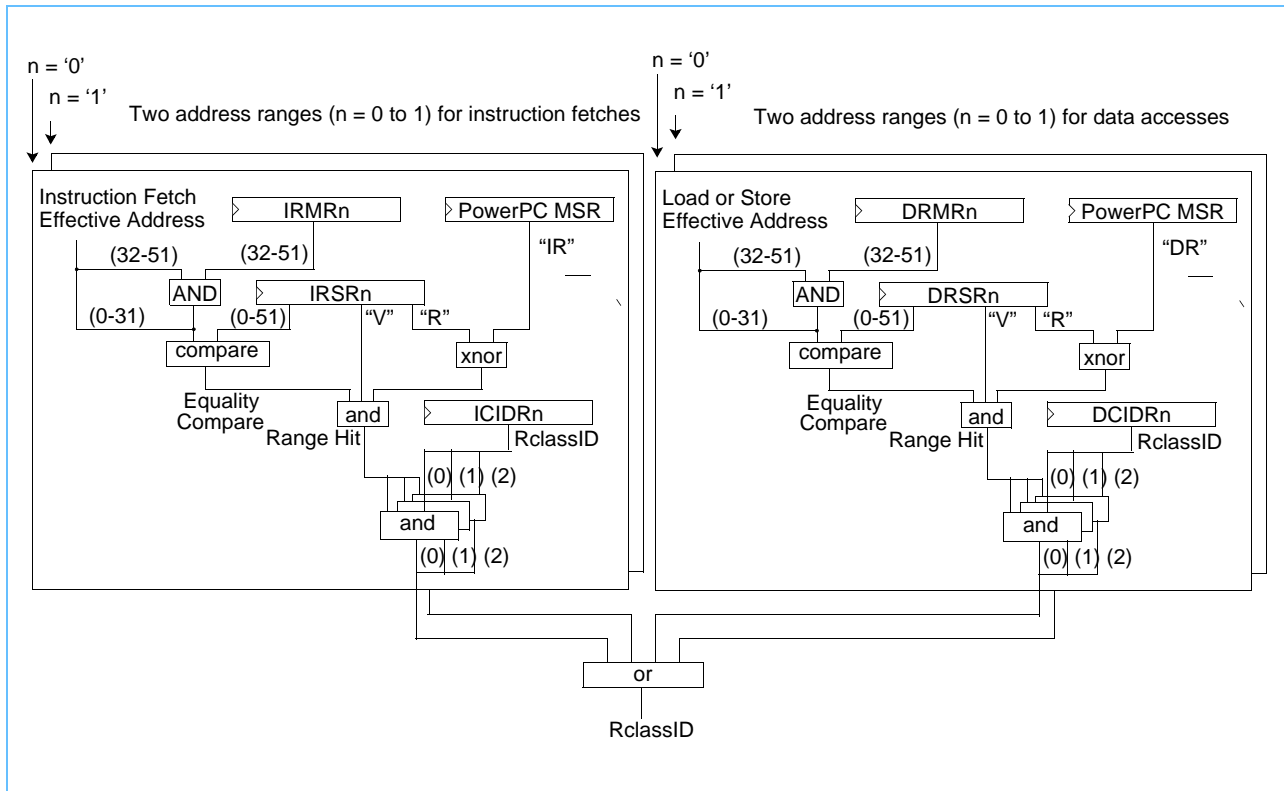 n = ‘0’
n = ‘1’
Two address ranges (n = 0 to 1) for instruction fetches
Instruction Fetch
Effective Address
IRMRn
PowerPC MSR
“IR”
(32-51)
(32-51)
AND
IRSRn
(0-31)
(0-51)
“V”
“R”
compare
xnor
Equality
Compare
and
ICIDRn
Range Hit
RclassID
(0) (1) (2)
and
(0) (1) (2)
n = ‘0’
n = ‘1’
Two address ranges (n = 0 to 1) for data accesses
Load or Store
Effective Address
DRMRn
PowerPC MSR
“DR”
(32-51)
(32-51)
AND
DRSRn
(0-31)
(0-51)
“V”
“R”
compare
xnor
Equality
Compare
and
DCIDRn
Range Hit
RclassID
(0) (1) (2)
and
(0) (1) (2)
or
RclassID